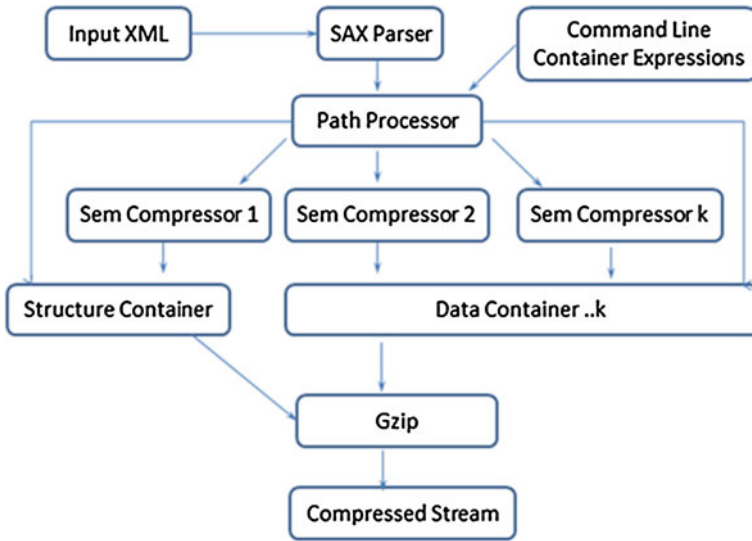 Input XML
SAX Parser
Command Line
Container Expressions
Path Processor
Sem Compressor 1
Sem Compressor 2
Sem Compressor k
Structure Container
Data Container ..k
Gzip
Compressed Stream